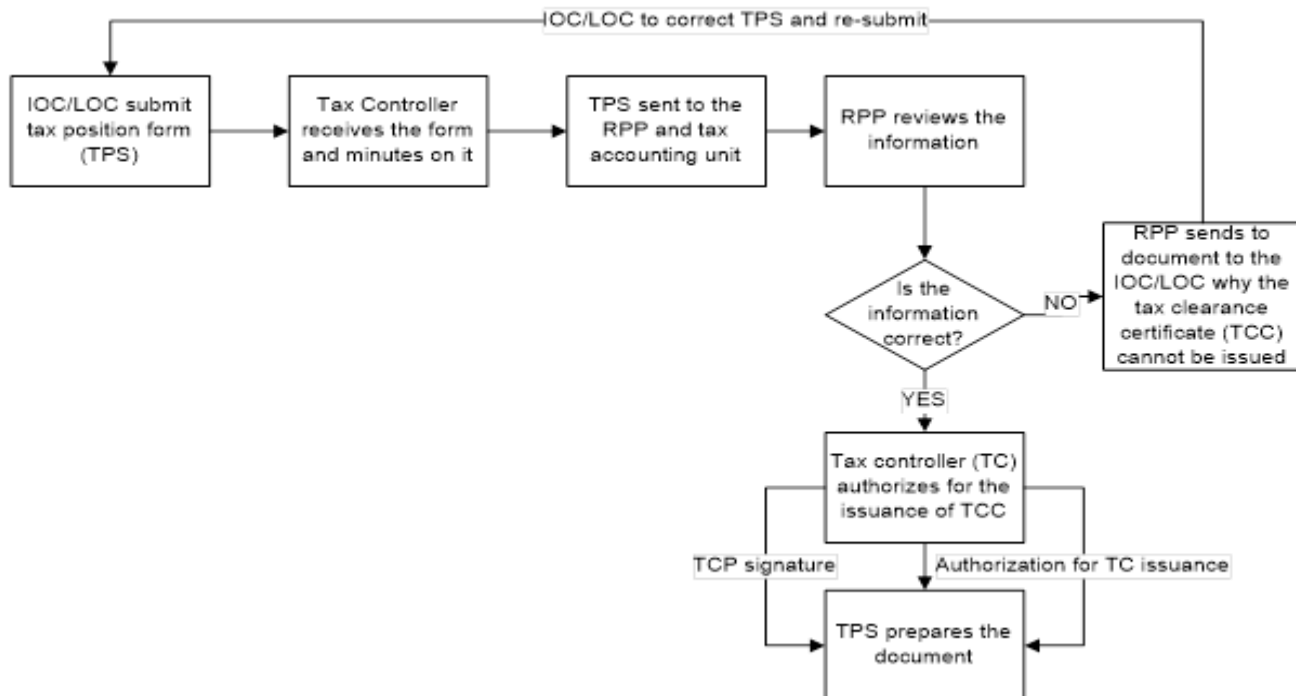 IOC/LOC to correct TPS and re-submit
IOC/LOC submit
tax position form
(TPS)
Tax Controller
receives the form
and minutes on it
TPS sent to the
RPP and tax
accounting unit
RPP reviews the
information
RPP sends to
document to the
IOC/LOC why the
tax clearance
certificate (TCC)
cannot be issued
Is the
information
correct?
NO
YES
Tax controller (TC)
authorizes for the
issuance of TCC
TCP signature
Authorization for TC issuance
TPS prepares the
document